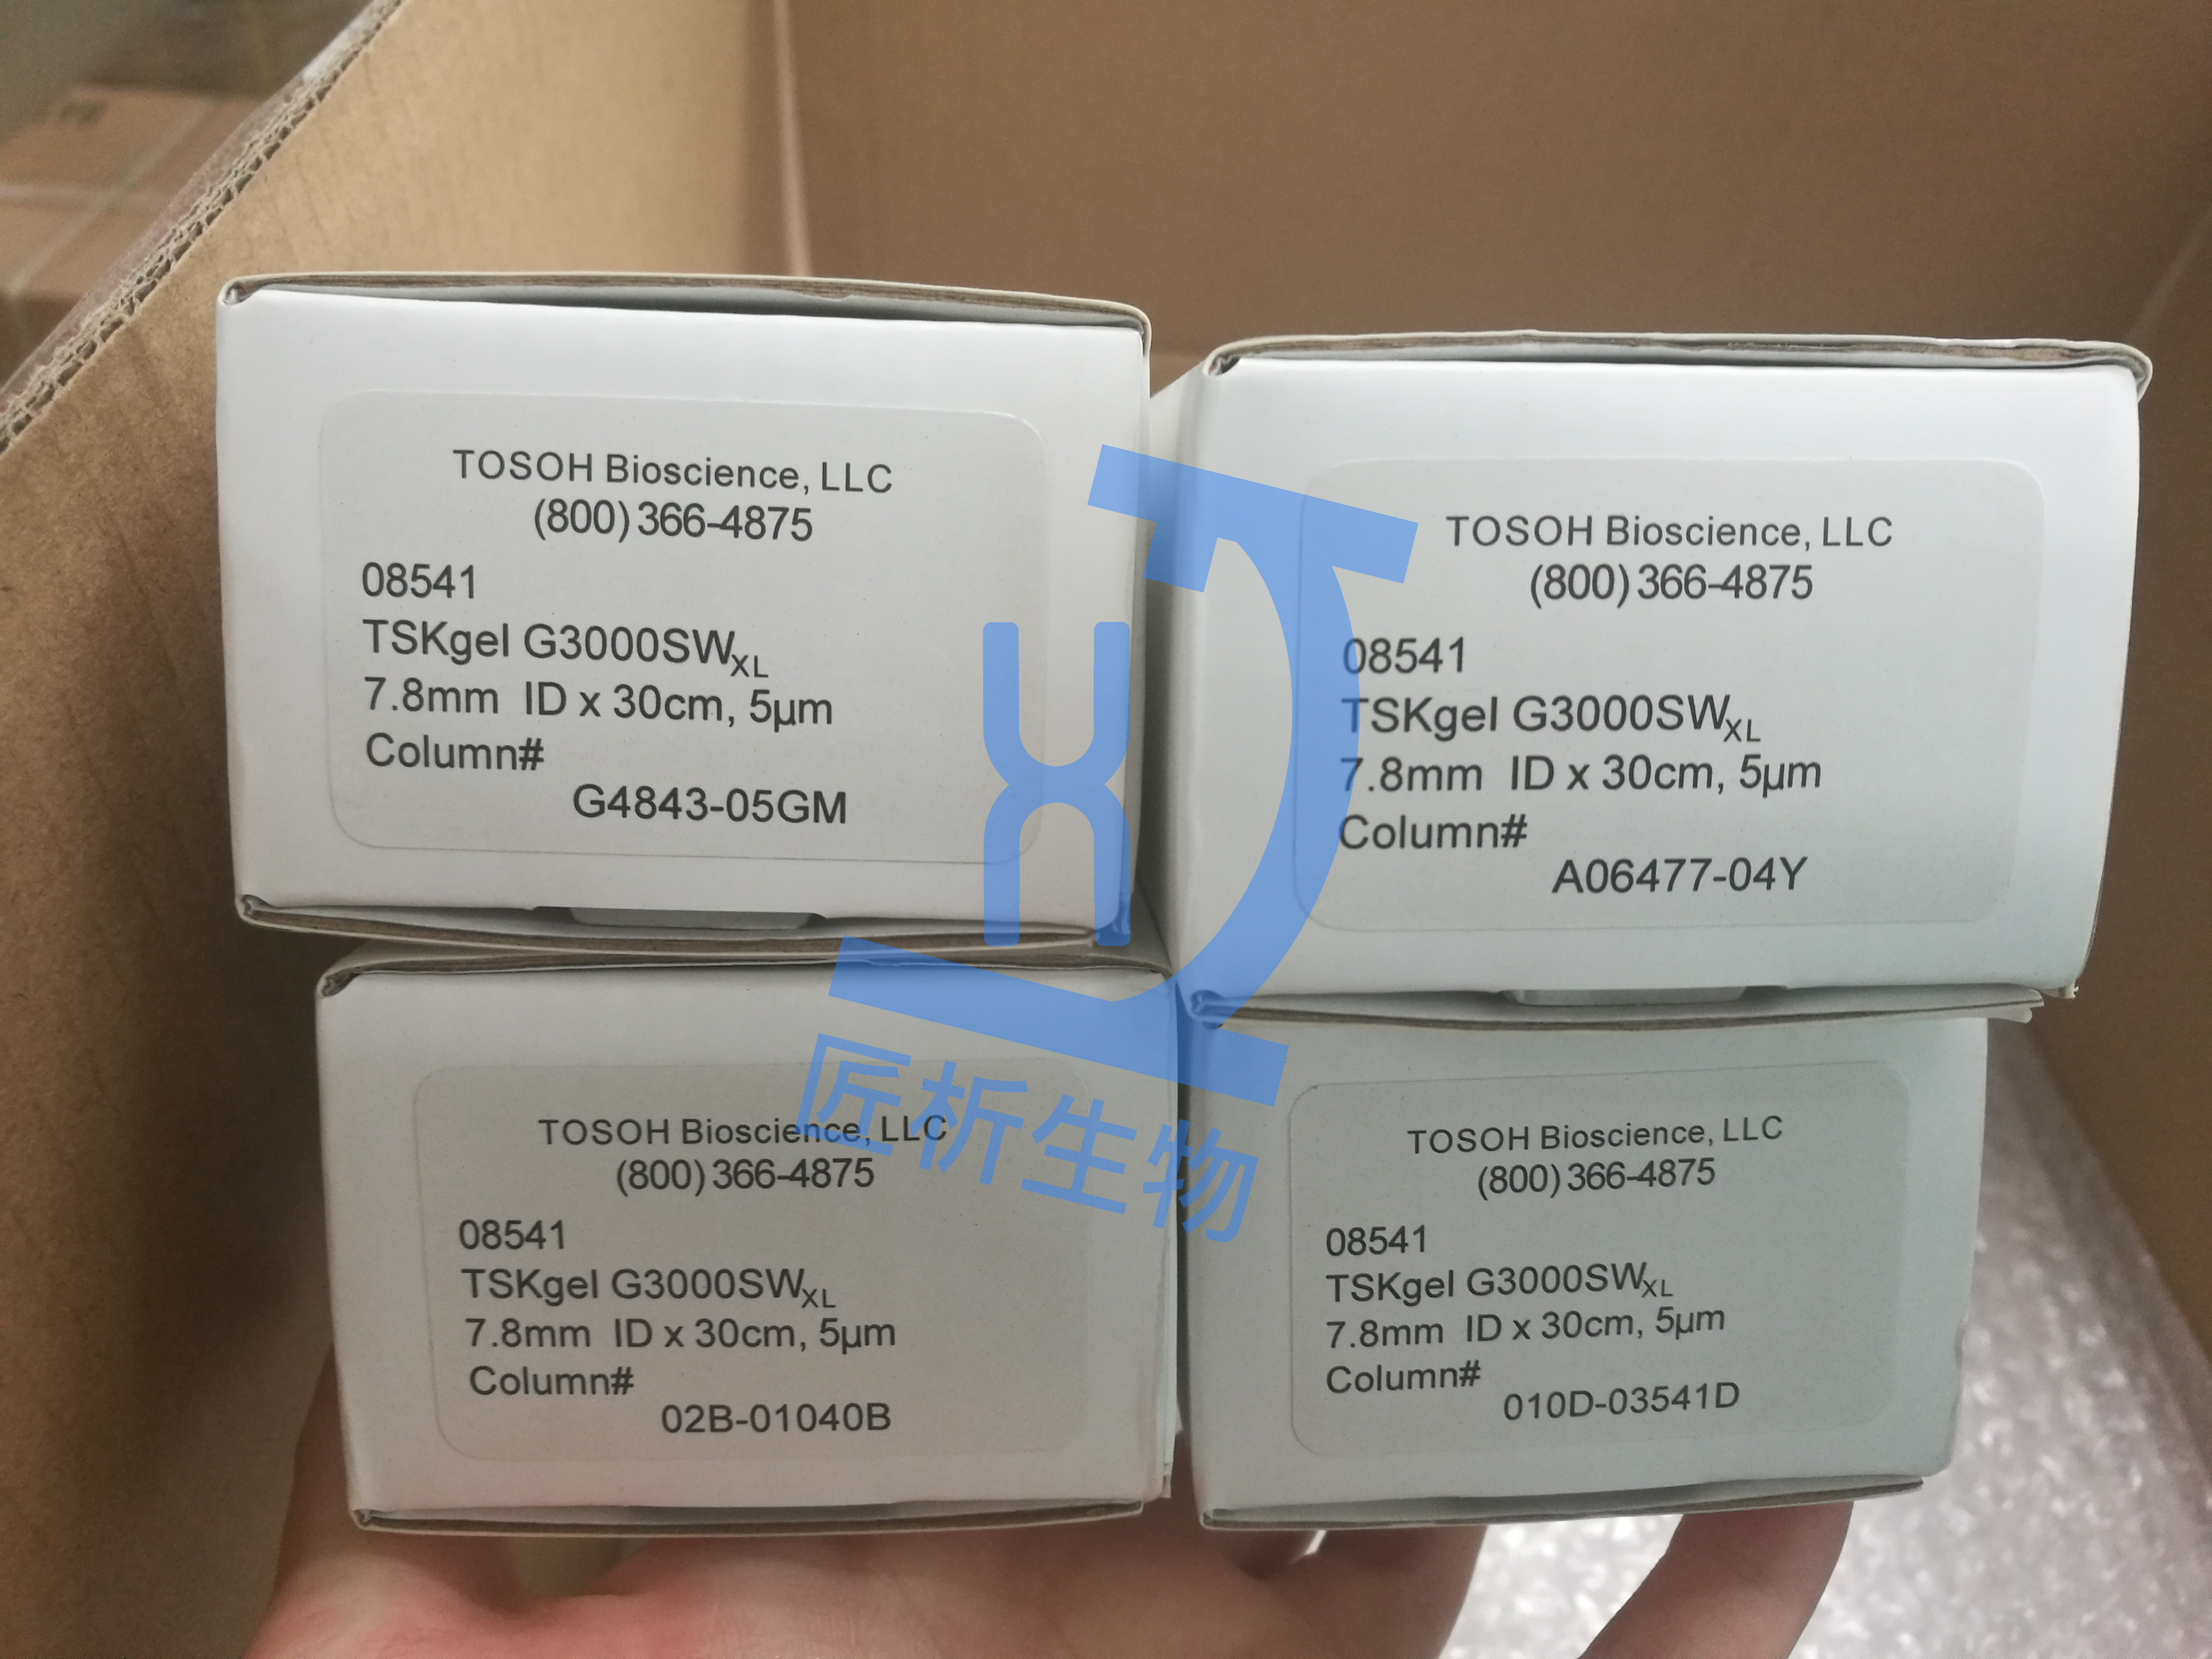 TOSOH Bioscience, LLC
(800) 366-4875
08541
TSKgel G3000SWXL
7.8mm ID x 30cm, 5µm
Column#
G4843-05GM
TOSOH Bioscience, LLC
(800) 366-4875
08541
TSKgel G3000SWXL
7.8mm ID x 30cm, 5µm
Column#
A06477-04Y
TOSOH Bioscience, LLC
(800) 366-4875
08541
TSKgel G3000SWXL
7.8mm ID x 30cm, 5µm
Column#
02B-01040B
TOSOH Bioscience, LLC
(800) 366-4875
08541
TSKgel G3000SWXL
7.8mm ID x 30cm, 5µm
Column#
010D-03541D
匠析生物